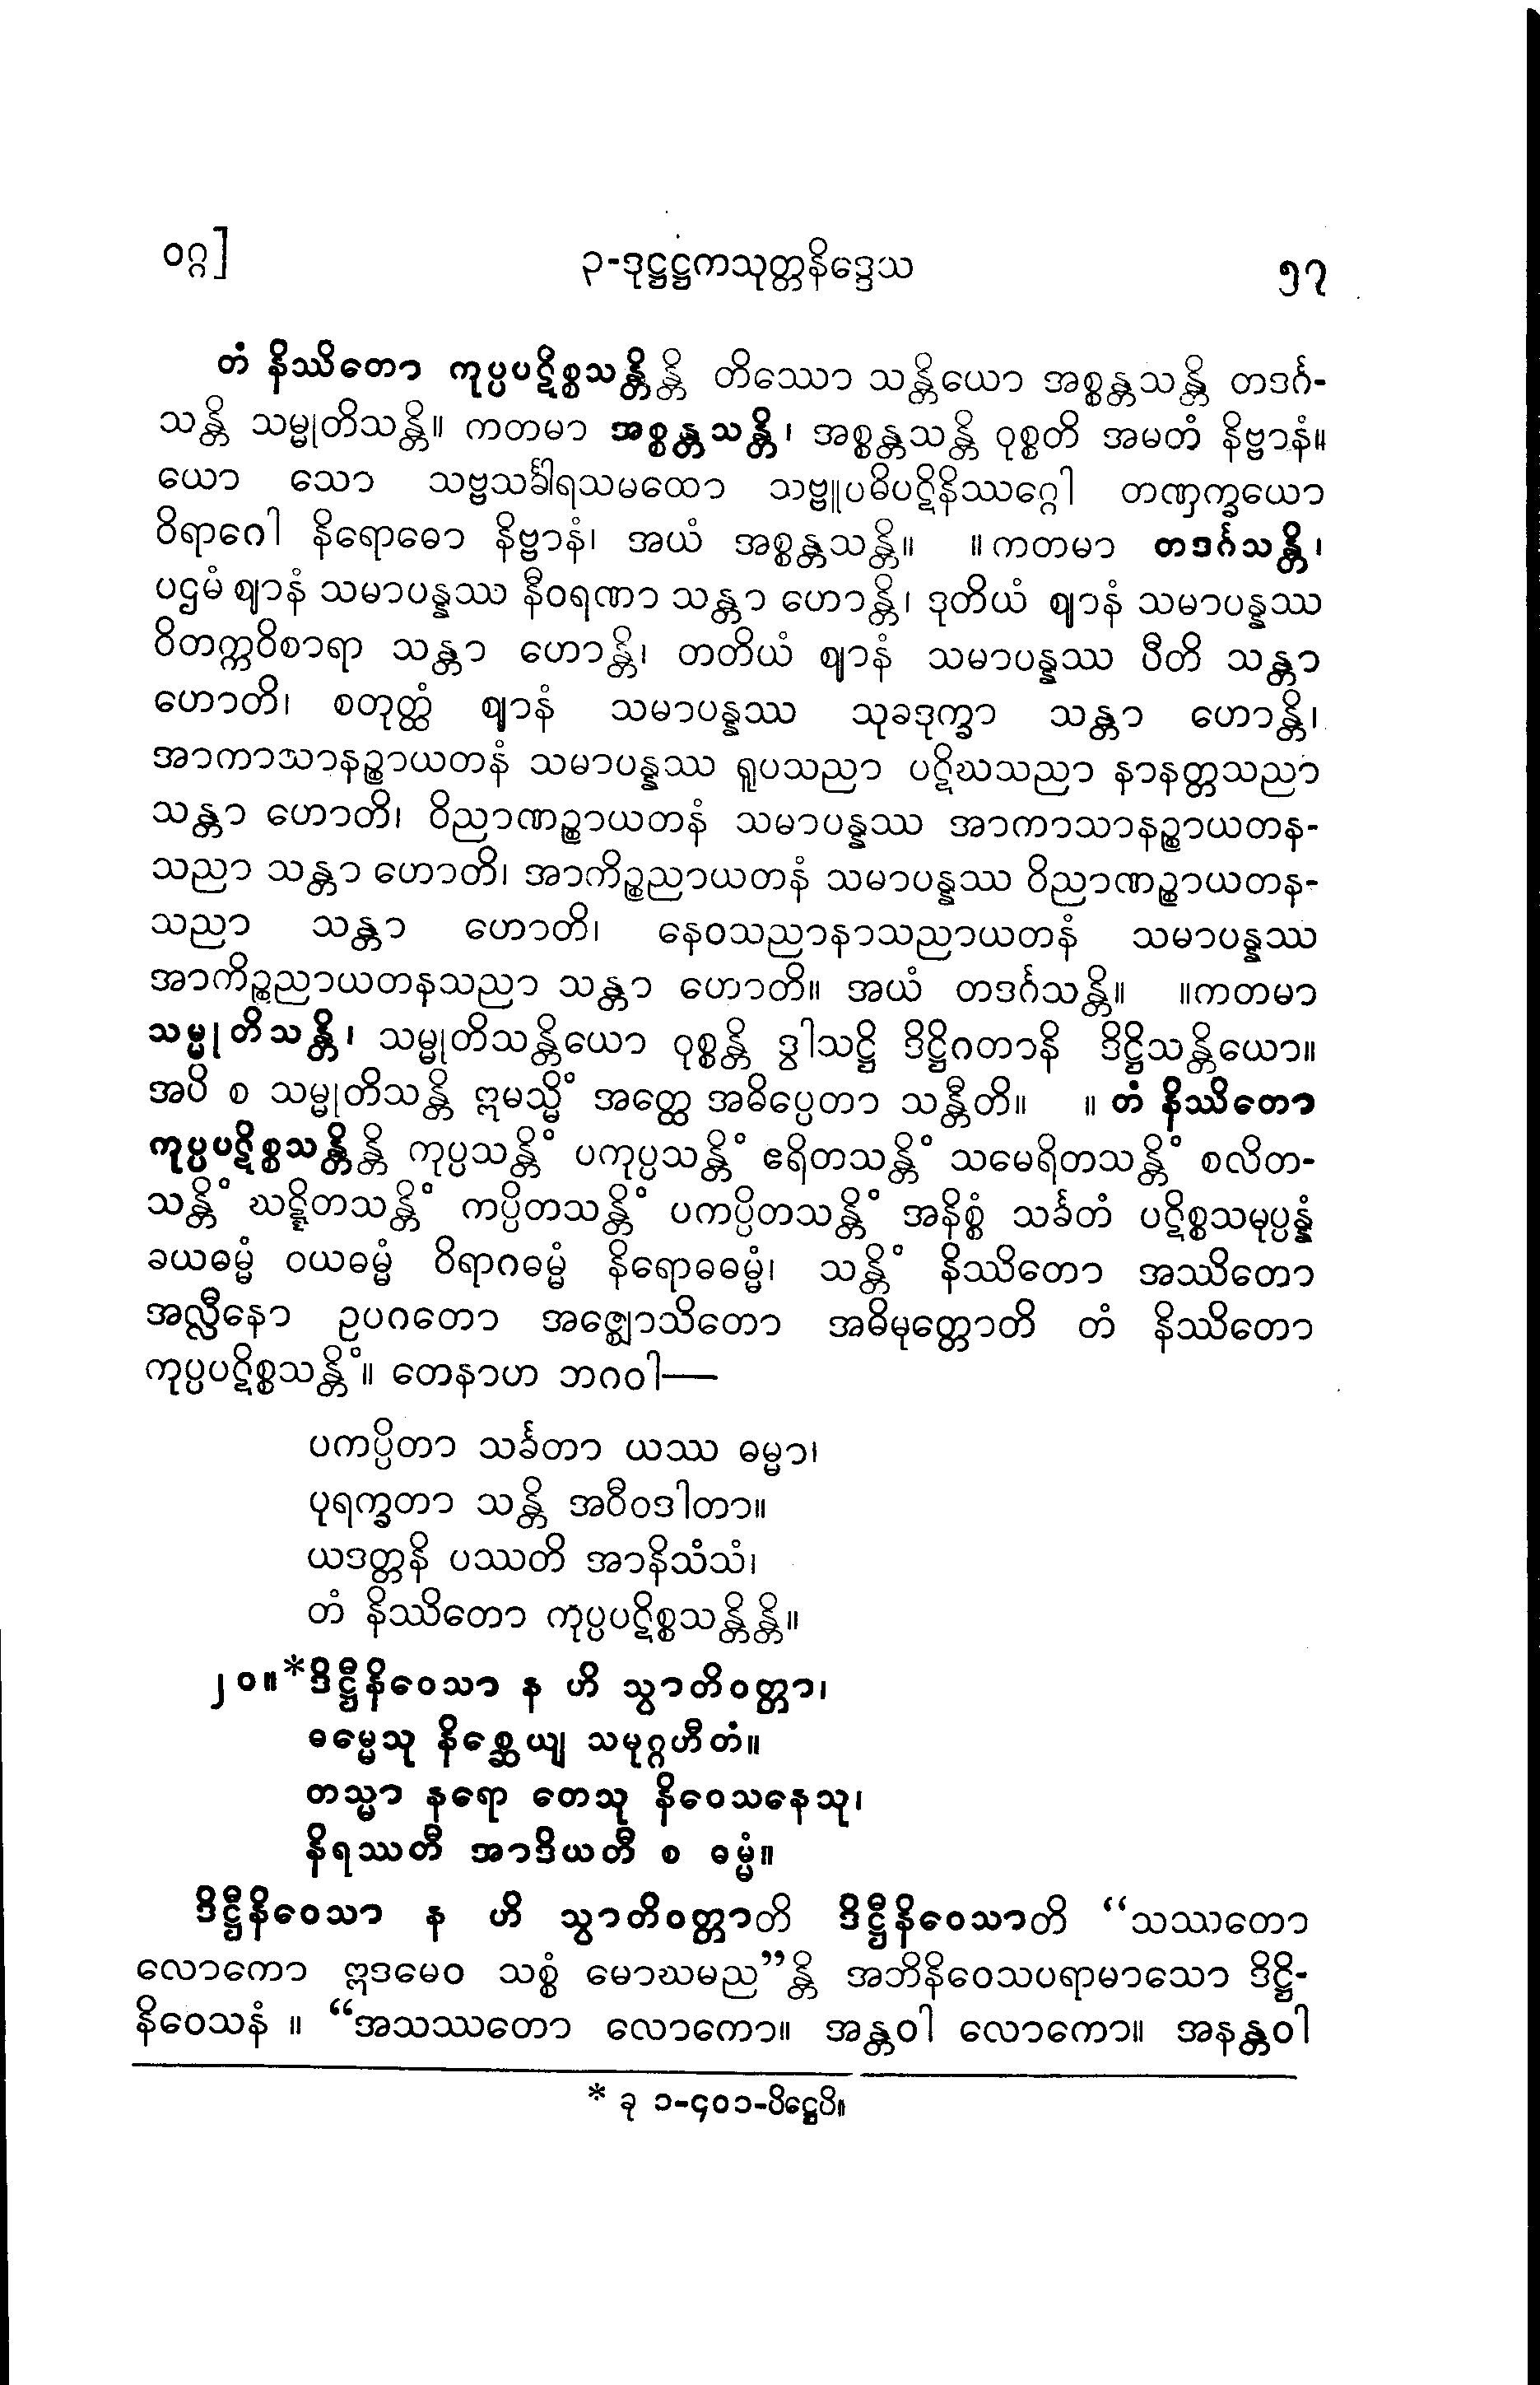 ဝဂ္ဂ]
၃-ဒုဋ္ဌဋ္ဌကသုတ္တနိဒ္ဒေသ
၅၇
တံ နိဿိတော ကုပ္ပပဋိစ္စသန္တိန္တိ တိဿော သန္တိယော အစ္စန္တသန္တိ တဒင်္ဂ-
သန္တိ သမ္မုတိသန္တိ။ ကတမာ အစ္စန္တသန္တိ၊ အစ္စန္တသန္တိ ဝုစ္စတိ အမတံ နိဗ္ဗာနံ။
ယော သော သဗ္ဗသင်္ခါရသမထော သဗ္ဗူပဓိပဋိနိဿဂ္ဂေါ တဏှက္ခယော
ဝိရာဂေါ နိရောဓော နိဗ္ဗာနံ၊ အယံ အစ္စန္တသန္တိ။ ။ကတမာ တဒင်္ဂသန္တိ၊
ပဌမံ ဈာနံ သမာပန္နဿ နီဝရဏာ သန္တာ ဟောန္တိ၊ ဒုတိယံ ဈာနံ သမာပန္နဿ
ဝိတက္ကဝိစာရာ သန္တာ ဟောန္တိ၊ တတိယံ ဈာနံ သမာပန္နဿ ပီတိ သန္တာ
ဟောတိ၊ စတုတ္ထံ ဈာနံ သမာပန္နဿ သုခဒုက္ခာ သန္တာ ဟောန္တိ၊
အာကာသာနဉ္စာယတနံ သမာပန္နဿ ရူပသညာ ပဋိဃသညာ နာနတ္တသညာ
သန္တာ ဟောတိ၊ ဝိညာဏဉ္စာယတနံ သမာပန္နဿ အာကာသာနဉ္စာယတန-
သညာ သန္တာ ဟောတိ၊ အာကိဉ္စညာယတနံ သမာပန္နဿ ဝိညာဏဉ္စာယတန-
သညာ သန္တာ ဟောတိ၊ နေဝသညာနာသညာယတနံ သမာပန္နဿ
အာကိဉ္စညာယတနသညာ သန္တာ ဟောတိ။ အယံ တဒင်္ဂသန္တိ။ ။ကတမာ
သမ္မုတိသန္တိ၊ သမ္မုတိသန္တိယော ဝုစ္စန္တိ ဒွါသဋ္ဌိ ဒိဋ္ဌိဂတာနိ ဒိဋ္ဌိသန္တိယော။
အပိ စ သမ္မုတိသန္တိ ဣမသ္မိံ အတ္ထေ အဓိပ္ပေတာ သန္တီတိ။ ။တံ နိဿိတော
ကုပ္ပပဋိစ္စသန္တိန္တိ ကုပ္ပသန္တိံ ပကုပ္ပသန္တိံ ဧရိတသန္တိံ သမေရိတသန္တိံ စလိတ-
သန္တိံ ဃဋ္ဋိတသန္တိံ ကပ္ပိတသန္တိံ ပကပ္ပိတသန္တိံ အနိစ္စံ သင်္ခတံ ပဋိစ္စသမုပ္ပန္နံ
ခယဓမ္မံ ဝယဓမ္မံ ဝိရာဂဓမ္မံ နိရောဓဓမ္မံ၊ သန္တိံ နိဿိတော အဿိတော
အလ္လီနော ဥပဂတော အဇ္ဈောသိတော အဓိမုတ္တောတိ တံ နိဿိတော
ကုပ္ပပဋိစ္စသန္တိံ။ တေနာဟ ဘဂဝါ—
ပကပ္ပိတာ သင်္ခတာ ယဿ ဓမ္မာ၊
ပုရက္ခတာ သန္တိ အဝီဝဒါတာ။
ယဒတ္တနိ ပဿတိ အာနိသံသံ၊
တံ နိဿိတော ကုပ္ပပဋိစ္စသန္တိန္တိ။
၂၀။*ဒိဋ္ဌီနိဝေသာ န ဟိ သွာတိဝတ္တာ၊
ဓမ္မေသု နိစ္ဆေယျ သမုဂ္ဂဟီတံ။
တသ္မာ နရော တေသု နိဝေသနေသု၊
နိရဿတီ အာဒိယတီ စ ဓမ္မံ။
ဒိဋ္ဌီနိဝေသာ န ဟိ သွာတိဝတ္တာတိ ဒိဋ္ဌီနိဝေသာတိ “သဿတော
လောကော ဣဒမေဝ သစ္စံ မောဃမည”န္တိ အဘိနိဝေသပရာမာသော ဒိဋ္ဌိ-
နိဝေသနံ ။ “အသဿတော လောကော။ အန္တဝါ လောကော။ အနန္တဝါ
* ခု ၁-၄၀၁-ပိဋ္ဌေပိ။